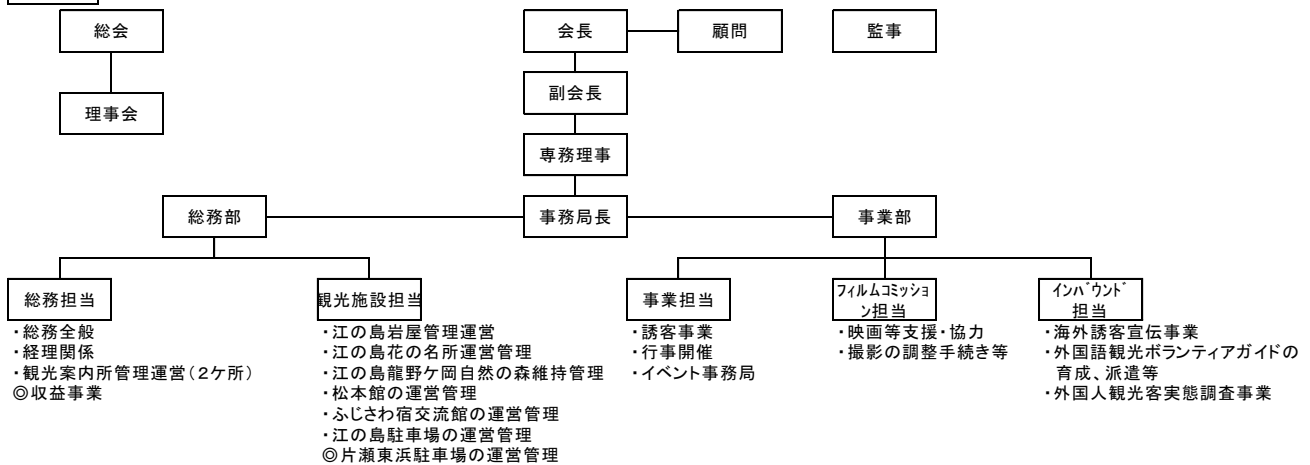 総会
会長
顧問
監事
理事会
副会長
専務理事
総務部
事務局長
事業部
総務担当
・総務全般
・経理関係
・観光案内所管理運営（２ケ所）
◎収益事業
観光施設担当
・江の島岩屋管理運営
・江の島花の名所運営管理
・江の島龍野ケ岡自然の森維持管理
・松本館の運営管理
・ふじさわ宿交流館の運営管理
・江の島駐車場の運営管理
◎片瀬東浜駐車場の運営管理
事業担当
・誘客事業
・行事開催
・イベント事務局
フィルムコミッショ
ン担当
・映画等支援・協力
・撮影の調整手続き等
インバウンド
担当
・海外誘客宣伝事業
・外国語観光ボランティアガイドの
育成、派遣等
・外国人観光客実態調査事業